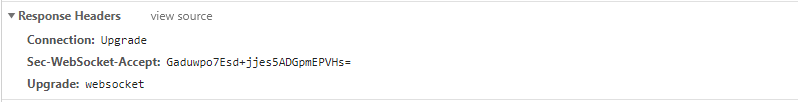 Response Headers view source
Connection: Upgrade
Sec-WebSocket-Accept: Gaduwpo7Esd+jjes5ADGpmEPVHs=
Upgrade: websocket